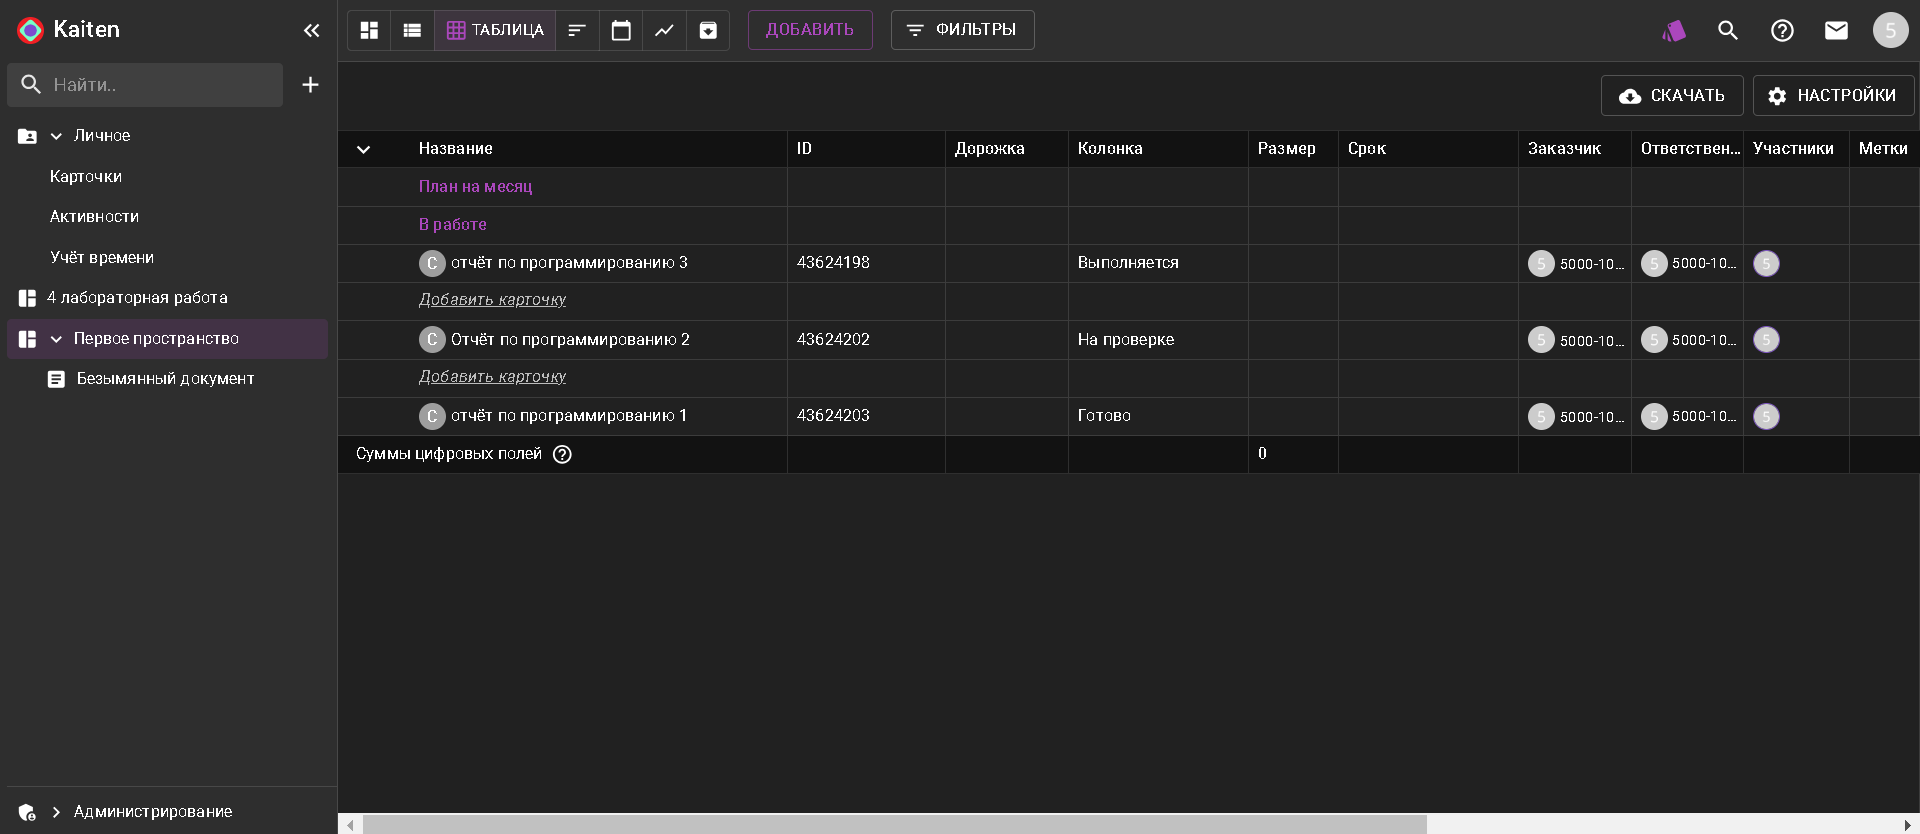 Kaiten
ТАБЛИЦА
ДОБАВИТЬ
ФИЛЬТРЫ
5
Найти..
СКАЧАТЬ
НАСТРОЙКИ
Личное
Карточки
Активности
Учёт времени
4 лабораторная работа
Первое пространство
Безымянный документ
Администрирование
Название ID Дорожка Колонка Размер Срок Заказчик Ответствен... Участники Метки
План на месяц
В работе
С отчёт по программированию 3 43624198 Выполняется 5 5000-10... 5 5000-10... 5
Добавить карточку
С Отчёт по программированию 2 43624202 На проверке 5 5000-10... 5 5000-10... 5
Добавить карточку
С отчёт по программированию 1 43624203 Готово 5 5000-10... 5 5000-10... 5
Суммы цифровых полей ? 0